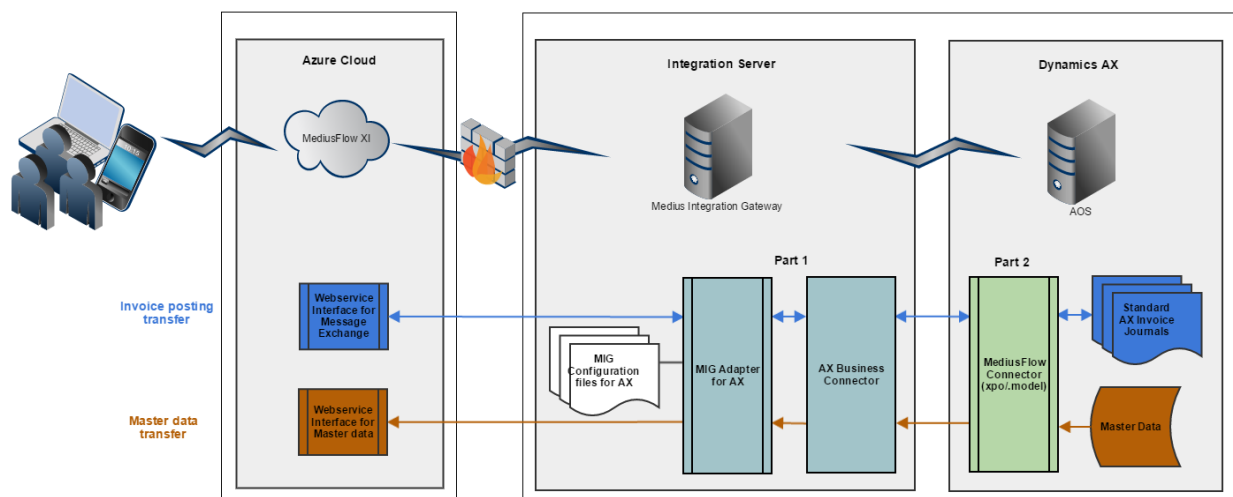 Azure Cloud
Integration Server
Dynamics AX
MediusFlow XI
Medius Integration Gateway
AOS
Part 1
Part 2
Invoice posting
transfer
Webservice
Interface for
Message
Exchange
MIG
Configuration
files for AX
MIG Adapter
for AX
AX Business
Connector
MediusFlow
Connector
(xpo/.model)
Standard
AX Invoice
Journals
Master data
transfer
Webservice
Interface for
Master data
Master Data